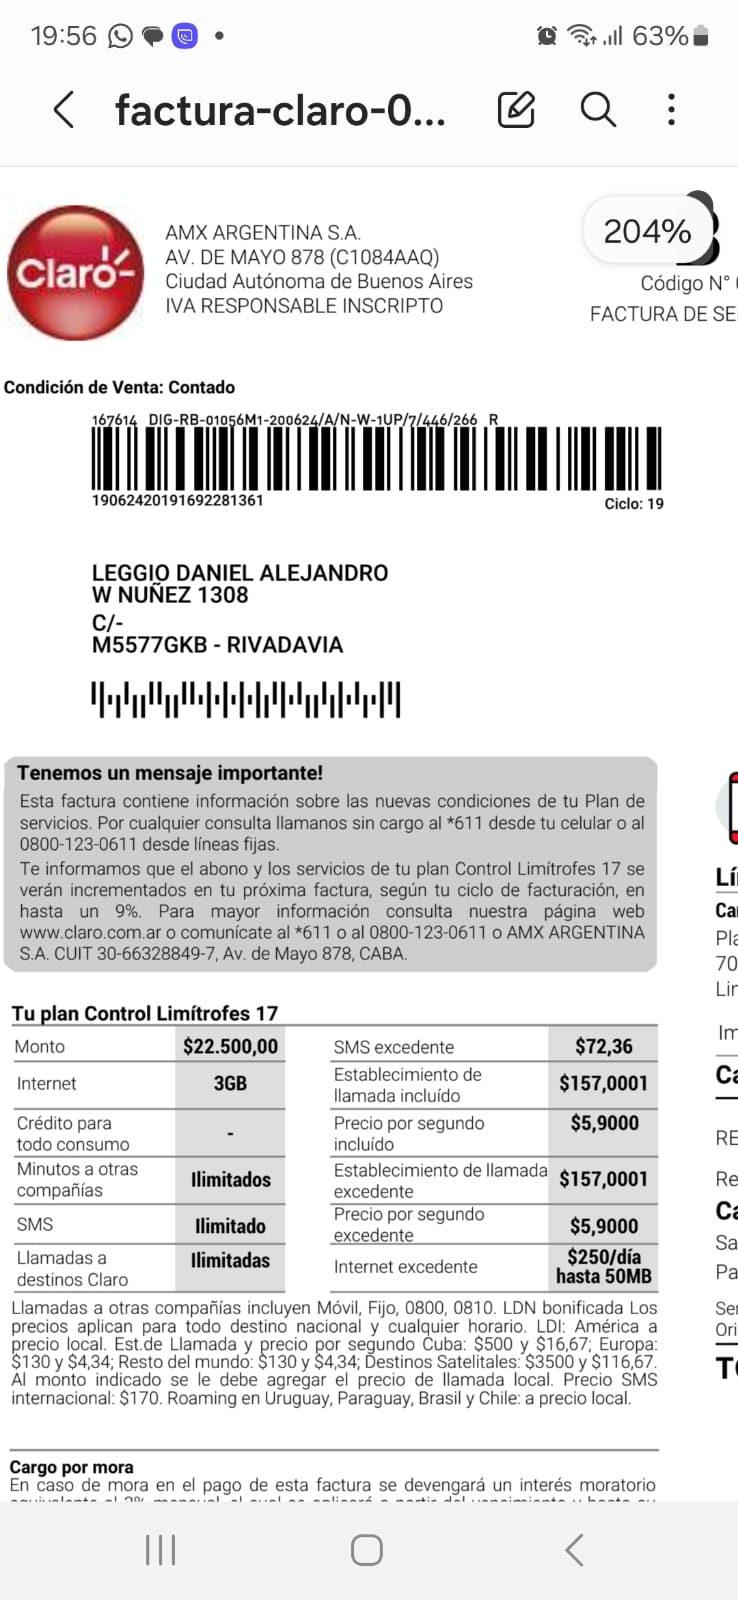 19:56 63%
factura-claro-0...
204%
Claro
AMX ARGENTINA S.A.
AV. DE MAYO 878 (C1084AAQ)
Ciudad Autónoma de Buenos Aires
IVA RESPONSABLE INSCRIPTO
Código N°
FACTURA DE SE
Condición de Venta: Contado
167614 DIG-RB-01056M1-200624/A/N-W-1UP/7/446/266 R
19062420191692281361
Ciclo: 19
LEGGIO DANIEL ALEJANDRO
W NUÑEZ 1308
C/-
M5577GKB - RIVADAVIA
Tenemos un mensaje importante!
Esta factura contiene información sobre las nuevas condiciones de tu Plan de
servicios. Por cualquier consulta llamanos sin cargo al *611 desde tu celular o al
0800-123-0611 desde líneas fijas.
Te informamos que el abono y los servicios de tu plan Control Limítrofes 17 se
verán incrementados en tu próxima factura, según tu ciclo de facturación, en
hasta un 9%. Para mayor información consulta nuestra página web
www.claro.com.ar o comunícate al *611 o al 0800-123-0611 o AMX ARGENTINA
S.A. CUIT 30-66328849-7, Av. de Mayo 878, CABA.
Tu plan Control Limítrofes 17
Monto $22.500,00
Internet 3GB
Crédito para
todo consumo -
Minutos a otras
compañías Ilimitados
SMS Ilimitado
Llamadas a
destinos Claro Ilimitadas
SMS excedente $72,36
Establecimiento de
llamada incluído $157,0001
Precio por segundo
incluído $5,9000
Establecimiento de llamada
excedente $157,0001
Precio por segundo
excedente $5,9000
Internet excedente $250/día
hasta 50MB
Llamadas a otras compañías incluyen Móvil, Fijo, 0800, 0810. LDN bonificada Los
precios aplican para todo destino nacional y cualquier horario. LDI: América a
precio local. Est.de Llamada y precio por segundo Cuba: $500 y $16,67; Europa:
$130 y $4,34; Resto del mundo: $130 y $4,34; Destinos Satelitales: $3500 y $116,67.
Al monto indicado se le debe agregar el precio de llamada local. Precio SMS
internacional: $170. Roaming en Uruguay, Paraguay, Brasil y Chile: a precio local.
Cargo por mora
En caso de mora en el pago de esta factura se devengará un interés moratorio
Lí
Ca
Pla
70
Lin
Im
Ca
RE
Re
Ca
Sa
Pa
Ser
Ori